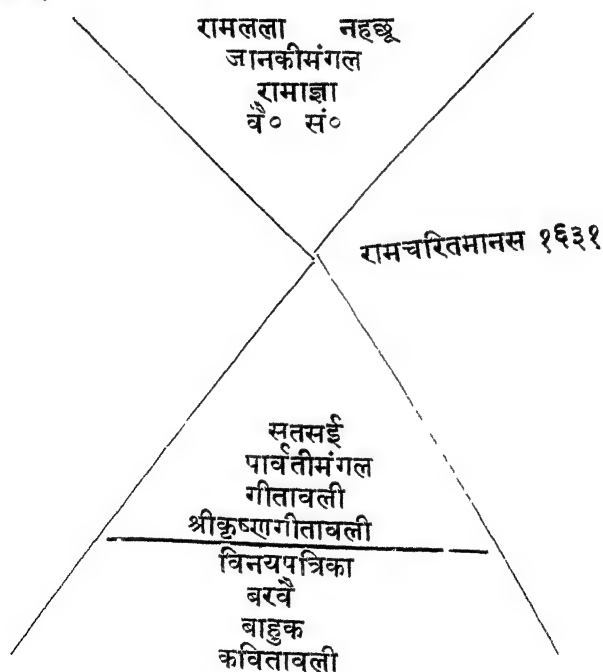 रामलला नहछू
जानकीमंगल
रामाज्ञा
वै० सं०
रामचरितमानस १६३१
सतसई
पार्वतीमंगल
गीतावली
श्रीकृष्णगीतावली
विनयपत्रिका
बरवै
बाहुक
कवितावली